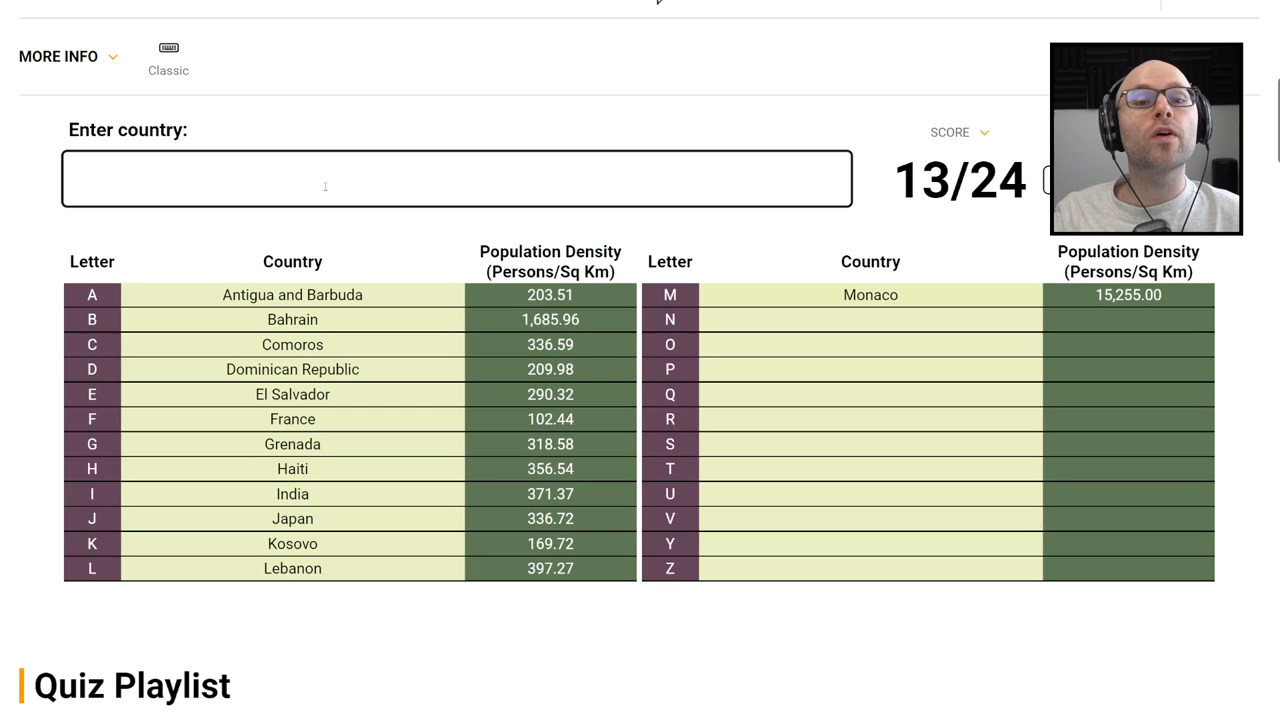 MORE INFO
Classic
Enter country:
SCORE
13/24
Letter Country Population Density (Persons/Sq Km) Letter Country Population Density (Persons/Sq Km)
A Antigua and Barbuda 203.51 M Monaco 15,255.00
B Bahrain 1,685.96 N
C Comoros 336.59 O
D Dominican Republic 209.98 P
E El Salvador 290.32 Q
F France 102.44 R
G Grenada 318.58 S
H Haiti 356.54 T
I India 371.37 U
J Japan 336.72 V
K Kosovo 169.72 Y
L Lebanon 397.27 Z
Quiz Playlist